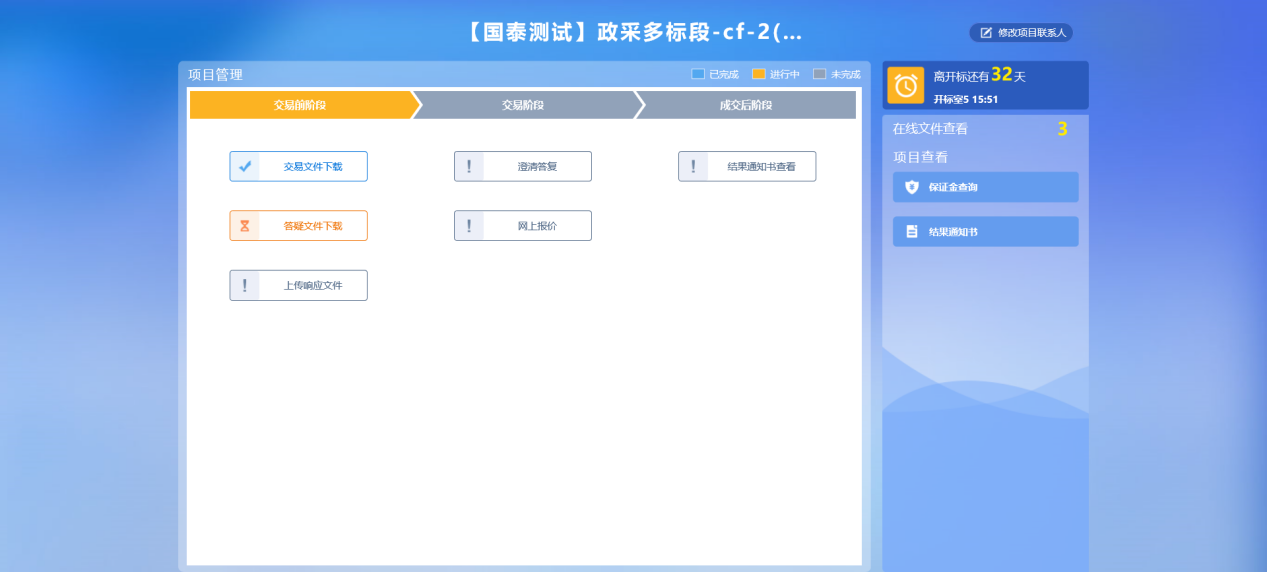 【国泰测试】政采多标段-cf-2(...
修改项目联系人
项目管理
已完成 进行中 未完成
交易前阶段 交易阶段 成交后阶段
交易文件下载 澄清答复 结果通知书查看
答疑文件下载 网上报价
上传响应文件
离开标还有32天
开标室5 15:51
在线文件查看 3
项目查看
保证金查询
结果通知书